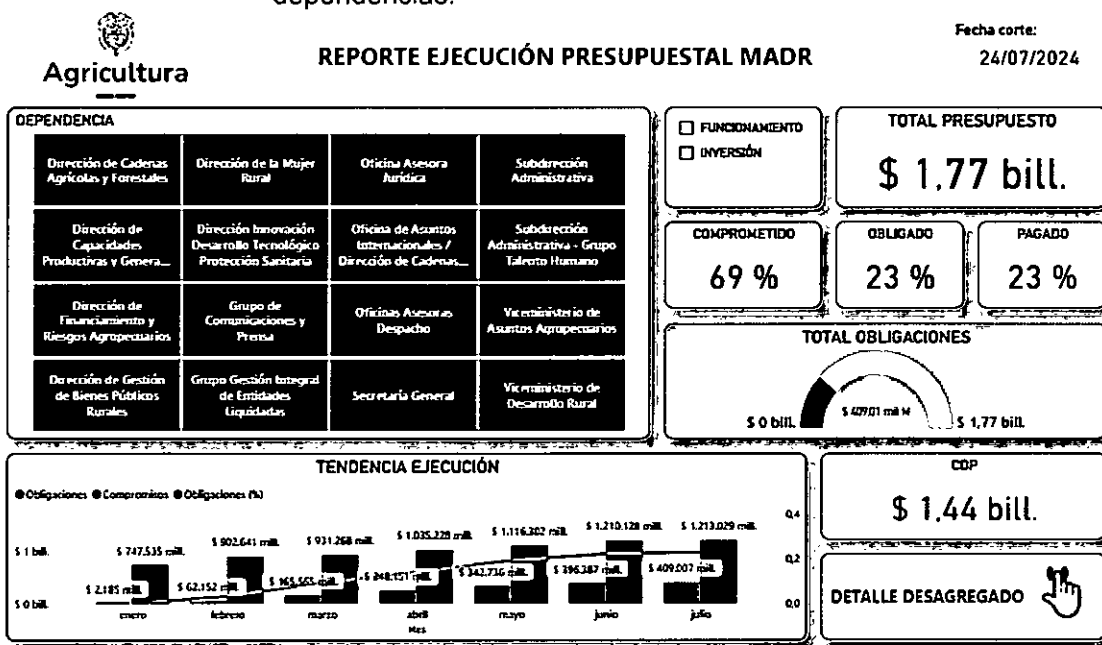 dependencias.
Agricultura
REPORTE EJECUCIÓN PRESUPUESTAL MADR
Fecha corte:
24/07/2024
DEPENDENCIA
Dirección de Cadenas
Agrícolas y Forestales
Dirección de la Mujer
Rural
Oficina Asesora
Jurídica
Subdirección
Administrativa
Dirección de
Capacidades
Productivas y Genera...
Dirección Innovación
Desarrollo Tecnológico
Protección Sanitaria
Oficina de Asuntos
Internacionales /
Dirección de Cadenas...
Subdirección
Administrativa - Grupo
Talento Humano
Dirección de
Financiamiento y
Riesgos Agropecuarios
Grupo de
Comunicaciones y
Prensa
Oficinas Asesoras
Despacho
Viceministerio de
Asuntos Agropecuarios
Dirección de Gestión
de Bienes Públicos
Rurales
Grupo Gestión Integral
de Entidades
Liquidadas
Secretaría General
Viceministerio de
Desarrollo Rural
FUNCIONAMIENTO
INVERSIÓN
TOTAL PRESUPUESTO
$ 1,77 bill.
COMPROMETIDO
69 %
OBLIGADO
23 %
PAGADO
23 %
TOTAL OBLIGACIONES
$ 0 bill.
$ 409,01 mil M
$ 1,77 bill.
TENDENCIA EJECUCIÓN
Obligaciones Compromisos Obligaciones (%)
$ 1 bill.
$ 0 bill.
$ 747.535 mill.
$ 902.641 mill.
$ 931.268 mill.
$ 1.035.228 mill.
$ 1.116.302 mill.
$ 1.210.128 mill.
$ 1.213.029 mill.
$ 2.185 mill.
$ 62.152 mill.
$ 165.565 mill.
$ 248.151 mill.
$ 342.736 mill.
$ 396.387 mill.
$ 409.007 mill.
0,4
0,2
0,0
enero febrero marzo abril mayo junio julio
Mes
CDP
$ 1,44 bill.
DETALLE DESAGREGADO